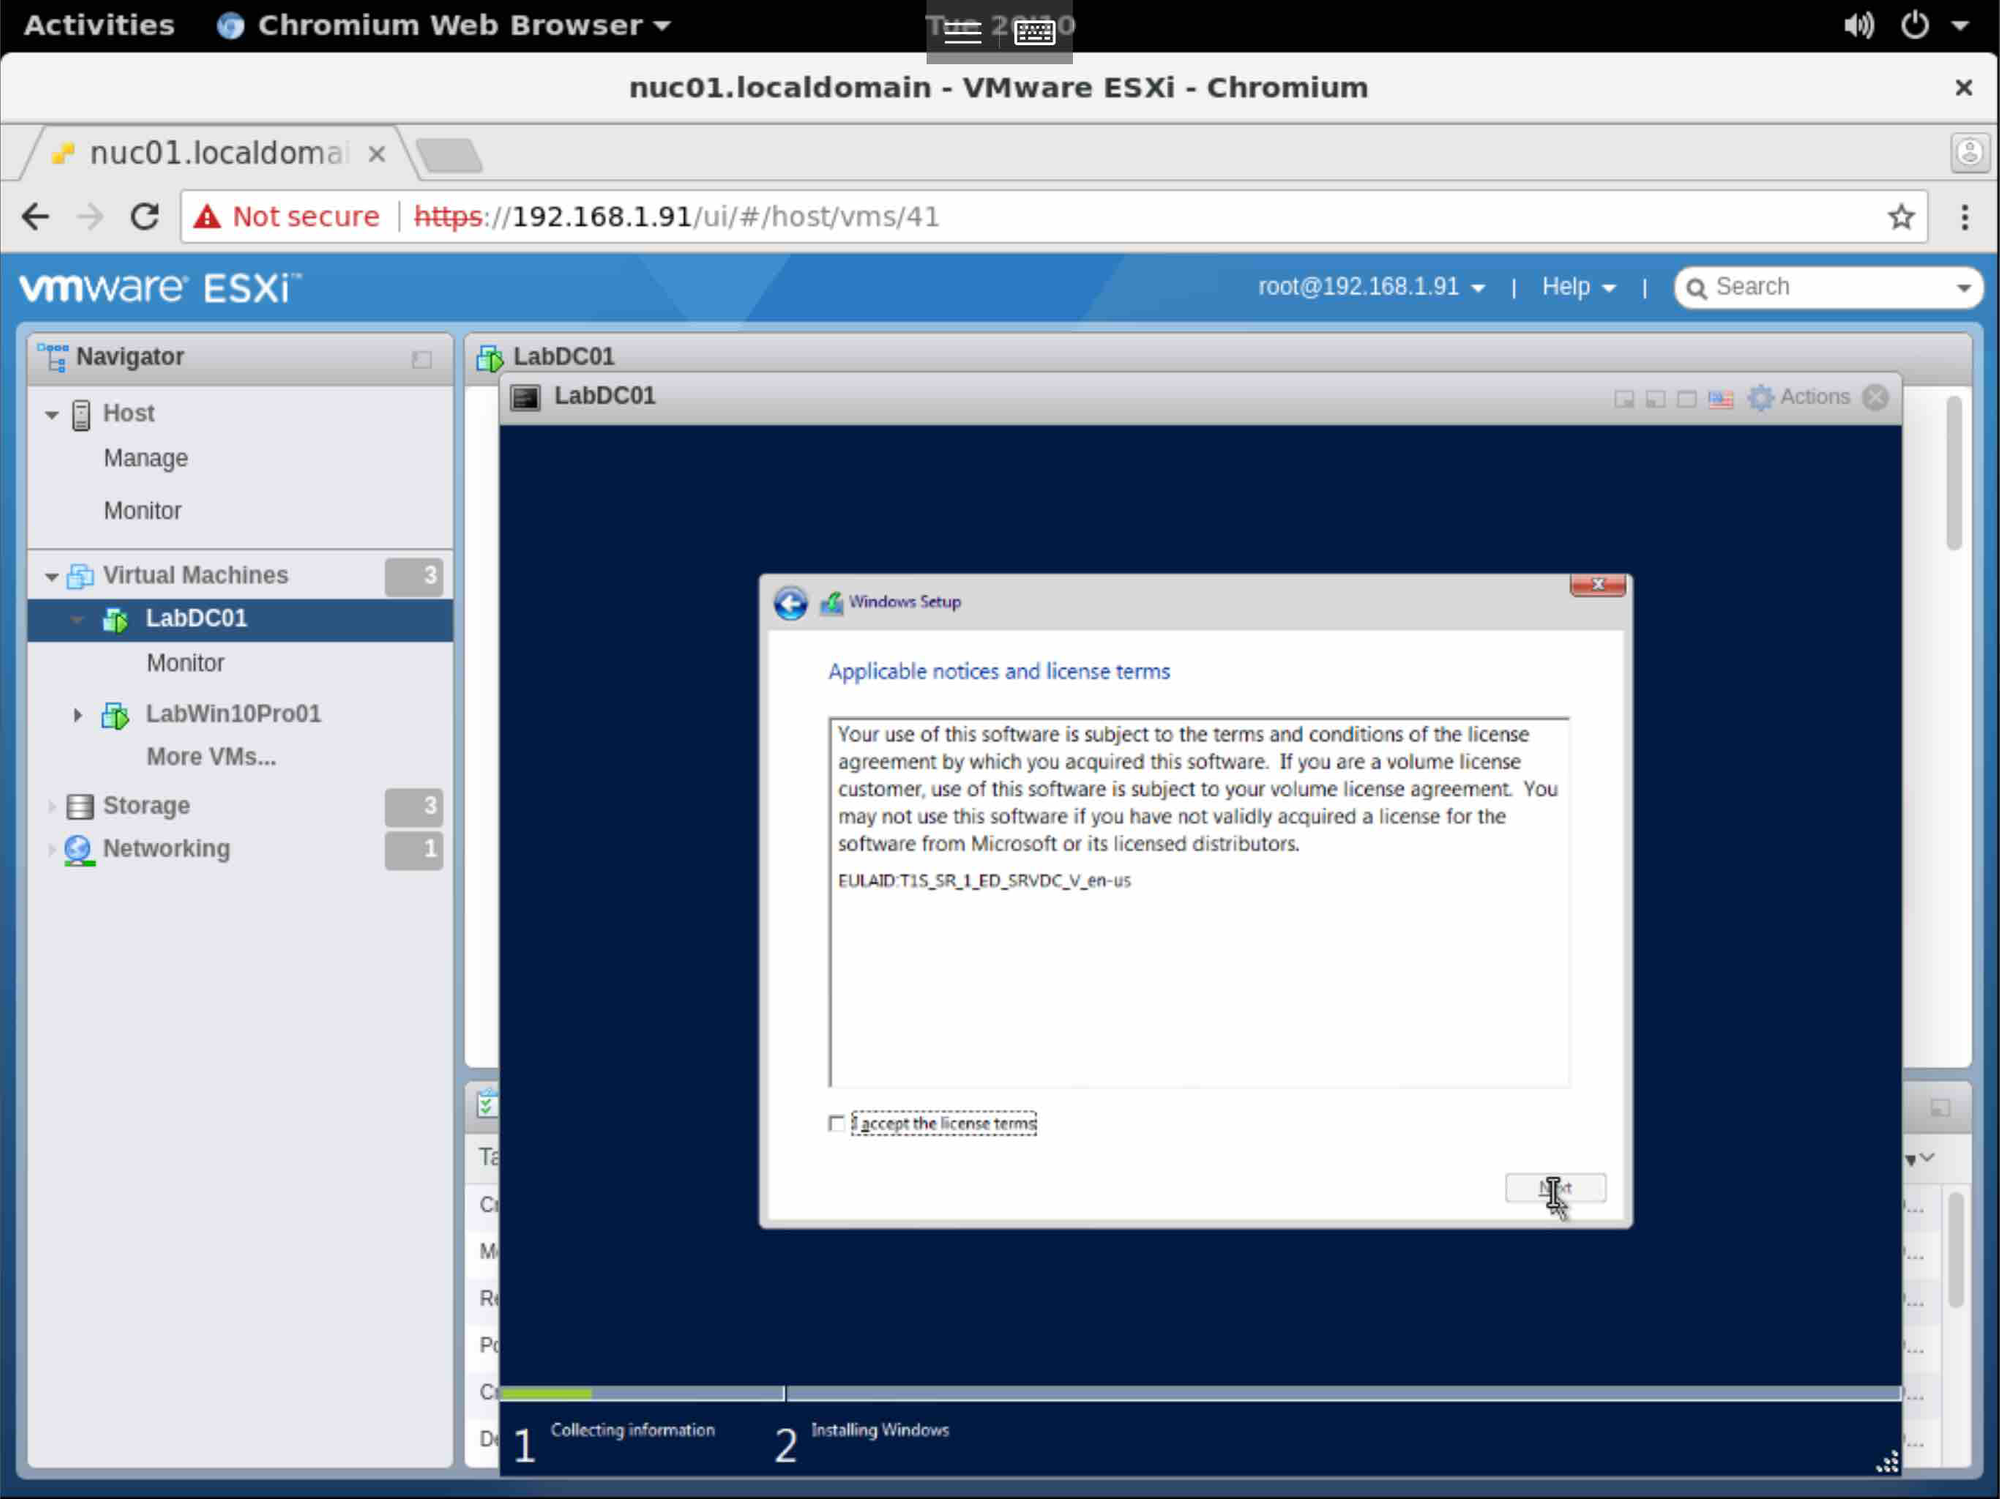 Activities
Chromium Web Browser
nuc01.localdomain - VMware ESXi - Chromium
nuc01.localdomai
Not secure
https://192.168.1.91/ui/#/host/vms/41
vmware® ESXi™
root@192.168.1.91 | Help |
Search
Navigator
Host
Manage
Monitor
Virtual Machines 3
LabDC01
Monitor
LabWin10Pro01
More VMs...
Storage 3
Networking 1
LabDC01
LabDC01
Actions
Windows Setup
Applicable notices and license terms
Your use of this software is subject to the terms and conditions of the license
agreement by which you acquired this software.  If you are a volume license
customer, use of this software is subject to your volume license agreement.  You
may not use this software if you have not validly acquired a license for the
software from Microsoft or its licensed distributors.
EULAID:T1S_SR_1_ED_SRVDC_V_en-us
I accept the license terms
1 Collecting information
2 Installing Windows